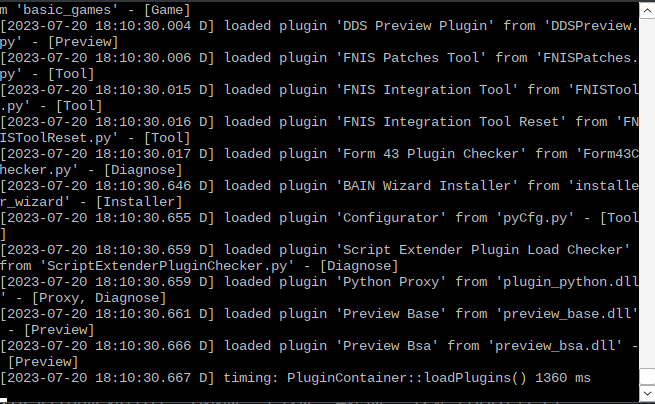 m 'basic_games' - [Game]
[2023-07-20 18:10:30.004 D] loaded plugin 'DDS Preview Plugin' from 'DDSPreview.
py' - [Preview]
[2023-07-20 18:10:30.006 D] loaded plugin 'FNIS Patches Tool' from 'FNISPatches.
py' - [Tool]
[2023-07-20 18:10:30.015 D] loaded plugin 'FNIS Integration Tool' from 'FNISTool
.py' - [Tool]
[2023-07-20 18:10:30.016 D] loaded plugin 'FNIS Integration Tool Reset' from 'FN
ISToolReset.py' - [Tool]
[2023-07-20 18:10:30.017 D] loaded plugin 'Form 43 Plugin Checker' from 'Form43C
hecker.py' - [Diagnose]
[2023-07-20 18:10:30.646 D] loaded plugin 'BAIN Wizard Installer' from 'installe
r_wizard' - [Installer]
[2023-07-20 18:10:30.655 D] loaded plugin 'Configurator' from 'pyCfg.py' - [Tool
]
[2023-07-20 18:10:30.659 D] loaded plugin 'Script Extender Plugin Load Checker'
from 'ScriptExtenderPluginChecker.py' - [Diagnose]
[2023-07-20 18:10:30.659 D] loaded plugin 'Python Proxy' from 'plugin_python.dll
' - [Proxy, Diagnose]
[2023-07-20 18:10:30.661 D] loaded plugin 'Preview Base' from 'preview_base.dll'
- [Preview]
[2023-07-20 18:10:30.666 D] loaded plugin 'Preview Bsa' from 'preview_bsa.dll' -
[Preview]
[2023-07-20 18:10:30.667 D] timing: PluginContainer::loadPlugins() 1360 ms